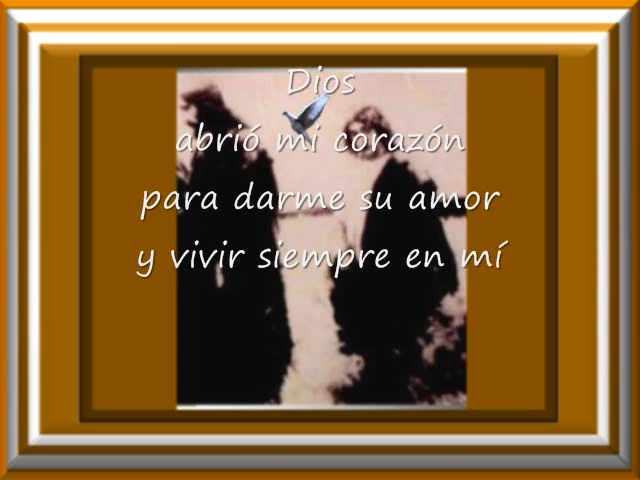 Dios
abrió mi corazón
para darme su amor
y vivir siempre en mí